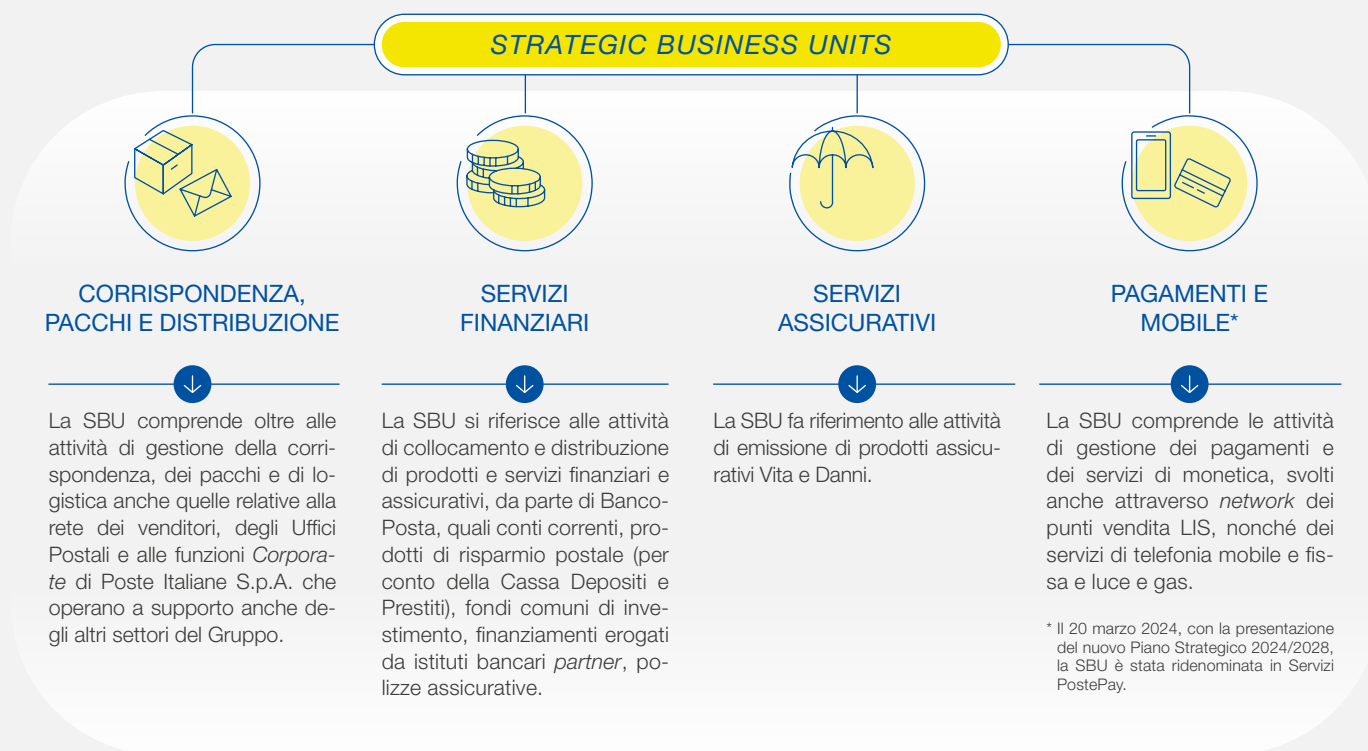 STRATEGIC BUSINESS UNITS
CORRISPONDENZA,
PACCHI E DISTRIBUZIONE
La SBU comprende oltre alle
attività di gestione della corri-
spondenza, dei pacchi e di lo-
gistica anche quelle relative alla
rete dei venditori, degli Uffici
Postali e alle funzioni Corpora-
te di Poste Italiane S.p.A. che
operano a supporto anche de-
gli altri settori del Gruppo.
SERVIZI
FINANZIARI
La SBU si riferisce alle attività
di collocamento e distribuzione
di prodotti e servizi finanziari e
assicurativi, da parte di Banco-
Posta, quali conti correnti, pro-
dotti di risparmio postale (per
conto della Cassa Depositi e
Prestiti), fondi comuni di inve-
stimento, finanziamenti erogati
da istituti bancari partner, po-
lizze assicurative.
SERVIZI
ASSICURATIVI
La SBU fa riferimento alle attività
di emissione di prodotti assicu-
rativi Vita e Danni.
PAGAMENTI E
MOBILE*
La SBU comprende le attività
di gestione dei pagamenti e
dei servizi di monetica, svolti
anche attraverso network dei
punti vendita LIS, nonché dei
servizi di telefonia mobile e fis-
sa e luce e gas.
* Il 20 marzo 2024, con la presentazione
del nuovo Piano Strategico 2024/2028,
la SBU è stata ridenominata in Servizi
PostePay.